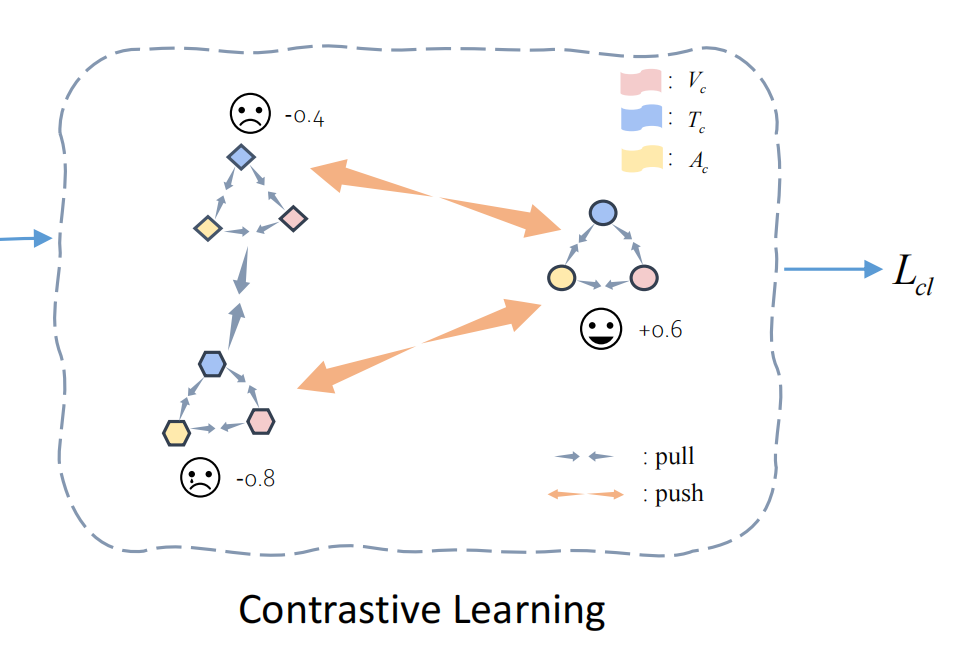 : V_c
-0.4
: T_c
: A_c
L_cl
+0.6
: pull
-0.8
: push
Contrastive Learning